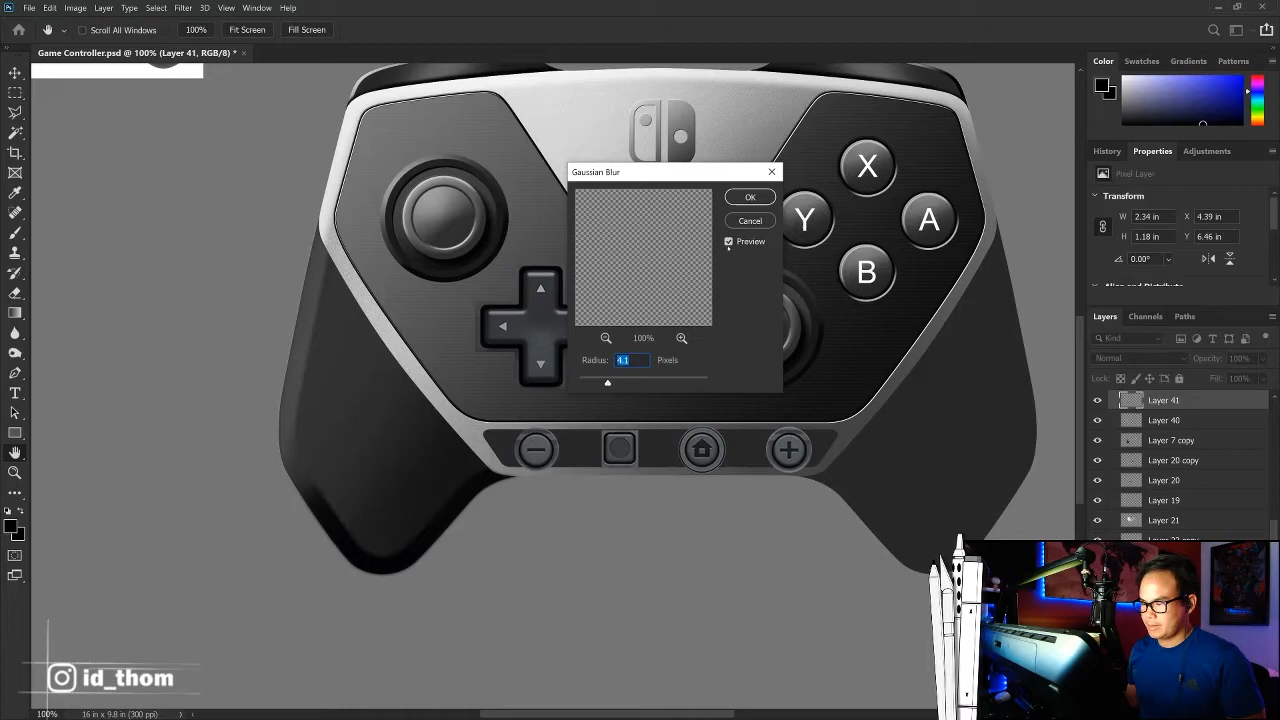 Ps File Edit Image Layer Type Select Filter 3D View Window Help
Scroll All Windows 100% Fit Screen Fill Screen
Game Controller.psd @ 100% (Layer 41, RGB/8) *
Color Swatches Gradients Patterns
History Properties Adjustments
Pixel Layer
Transform
W 2.34 in X 4.39 in
H 1.18 in Y 6.46 in
0.00°
Layers Channels Paths
Kind
Normal Opacity: 100%
Lock: Fill: 100%
Layer 41
Layer 40
Layer 7 copy
Layer 20 copy
Layer 20
Layer 19
Layer 21
Gaussian Blur
OK
Cancel
Preview
100%
Radius: 4.1 Pixels
X
Y
A
B
id_thom
100% 16 in x 9.8 in (300 ppi)